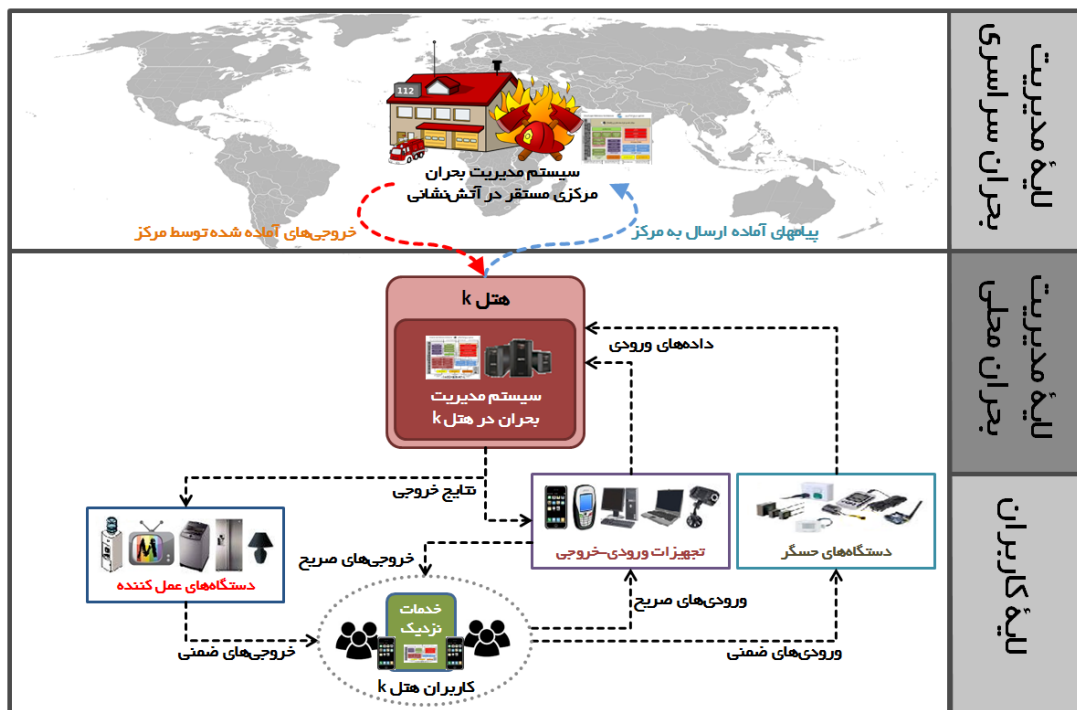 لایۀ مدیریت
بحران سراسری
112
سیستم مدیریت بحران
مرکزی مستقر در آتش‌نشانی
خروجی‌های آماده شده توسط مرکز
پیامهای آماده ارسال به مرکز
لایۀ مدیریت
بحران محلی
هتل k
سیستم مدیریت
بحران در هتل k
داده‌های ورودی
نتایج خروجی
لایۀ کاربران
دستگاه‌های حسگر
تجهیزات ورودی-خروجی
M
دستگاه‌های عمل کننده
خروجی‌های صریح
ورودی‌های صریح
خدمات
نزدیک
ورودی‌های ضمنی
خروجی‌های ضمنی
کاربران هتل k